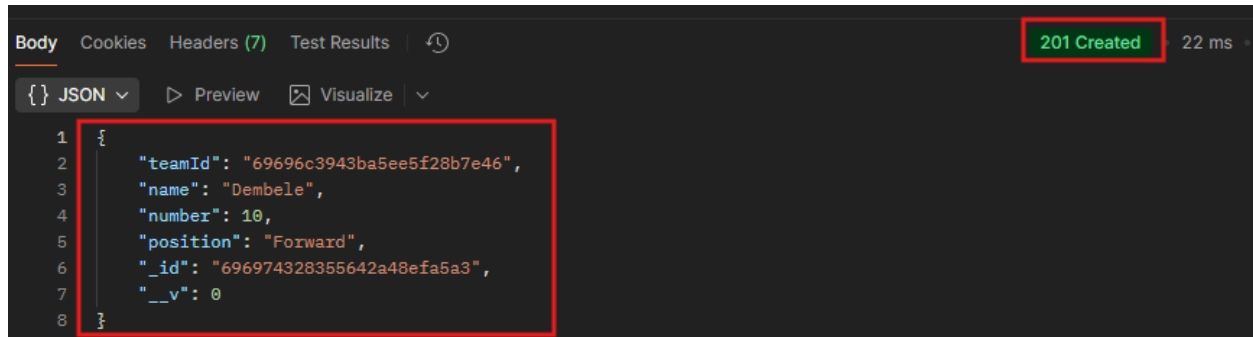 Body Cookies Headers (7) Test Results 201 Created 22 ms
{} JSON Preview Visualize
1 {
2 "teamId": "69696c3943ba5ee5f28b7e46",
3 "name": "Dembele",
4 "number": 10,
5 "position": "Forward",
6 "_id": "696974328355642a48efa5a3",
7 "__v": 0
8 }